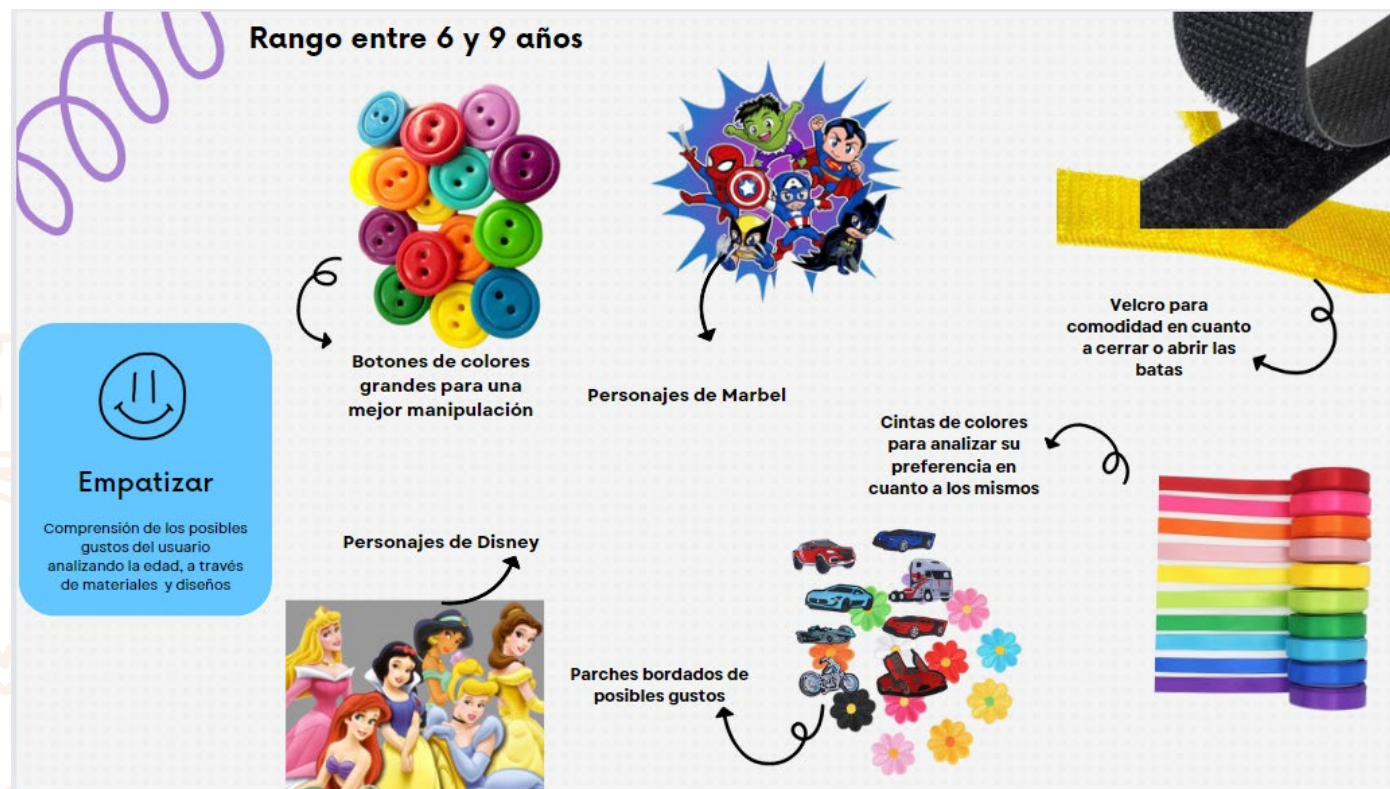 Rango entre 6 y 9 años
Botones de colores
grandes para una
mejor manipulación
Personajes de Marbel
Velcro para
comodidad en cuanto
a cerrar o abrir las
batas
Cintas de colores
para analizar su
preferencia en
cuanto a los mismos
Empatizar
Comprensión de los posibles
gustos del usuario
analizando la edad, a través
de materiales y diseños
Personajes de Disney
Parches bordados de
posibles gustos